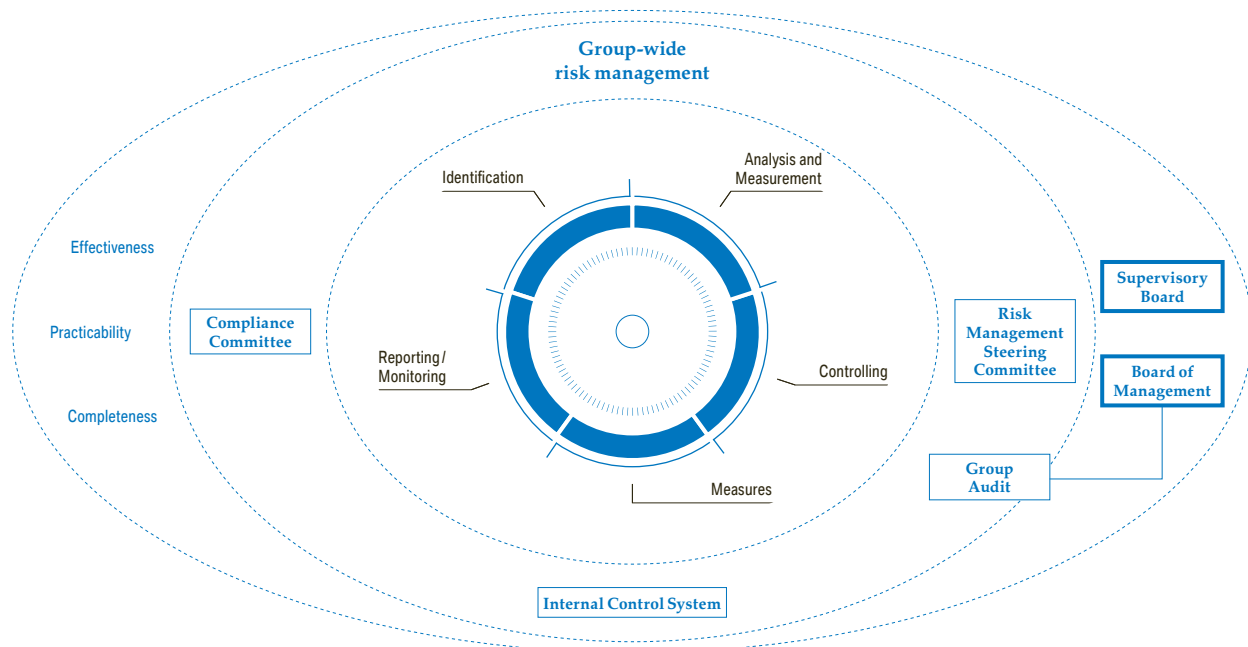 Group-wide
risk management
Identification
Analysis and
Measurement
Effectiveness
Practicability
Completeness
Compliance
Committee
Reporting/
Monitoring
Controlling
Measures
Risk
Management
Steering
Committee
Supervisory
Board
Board of
Management
Group
Audit
Internal Control System